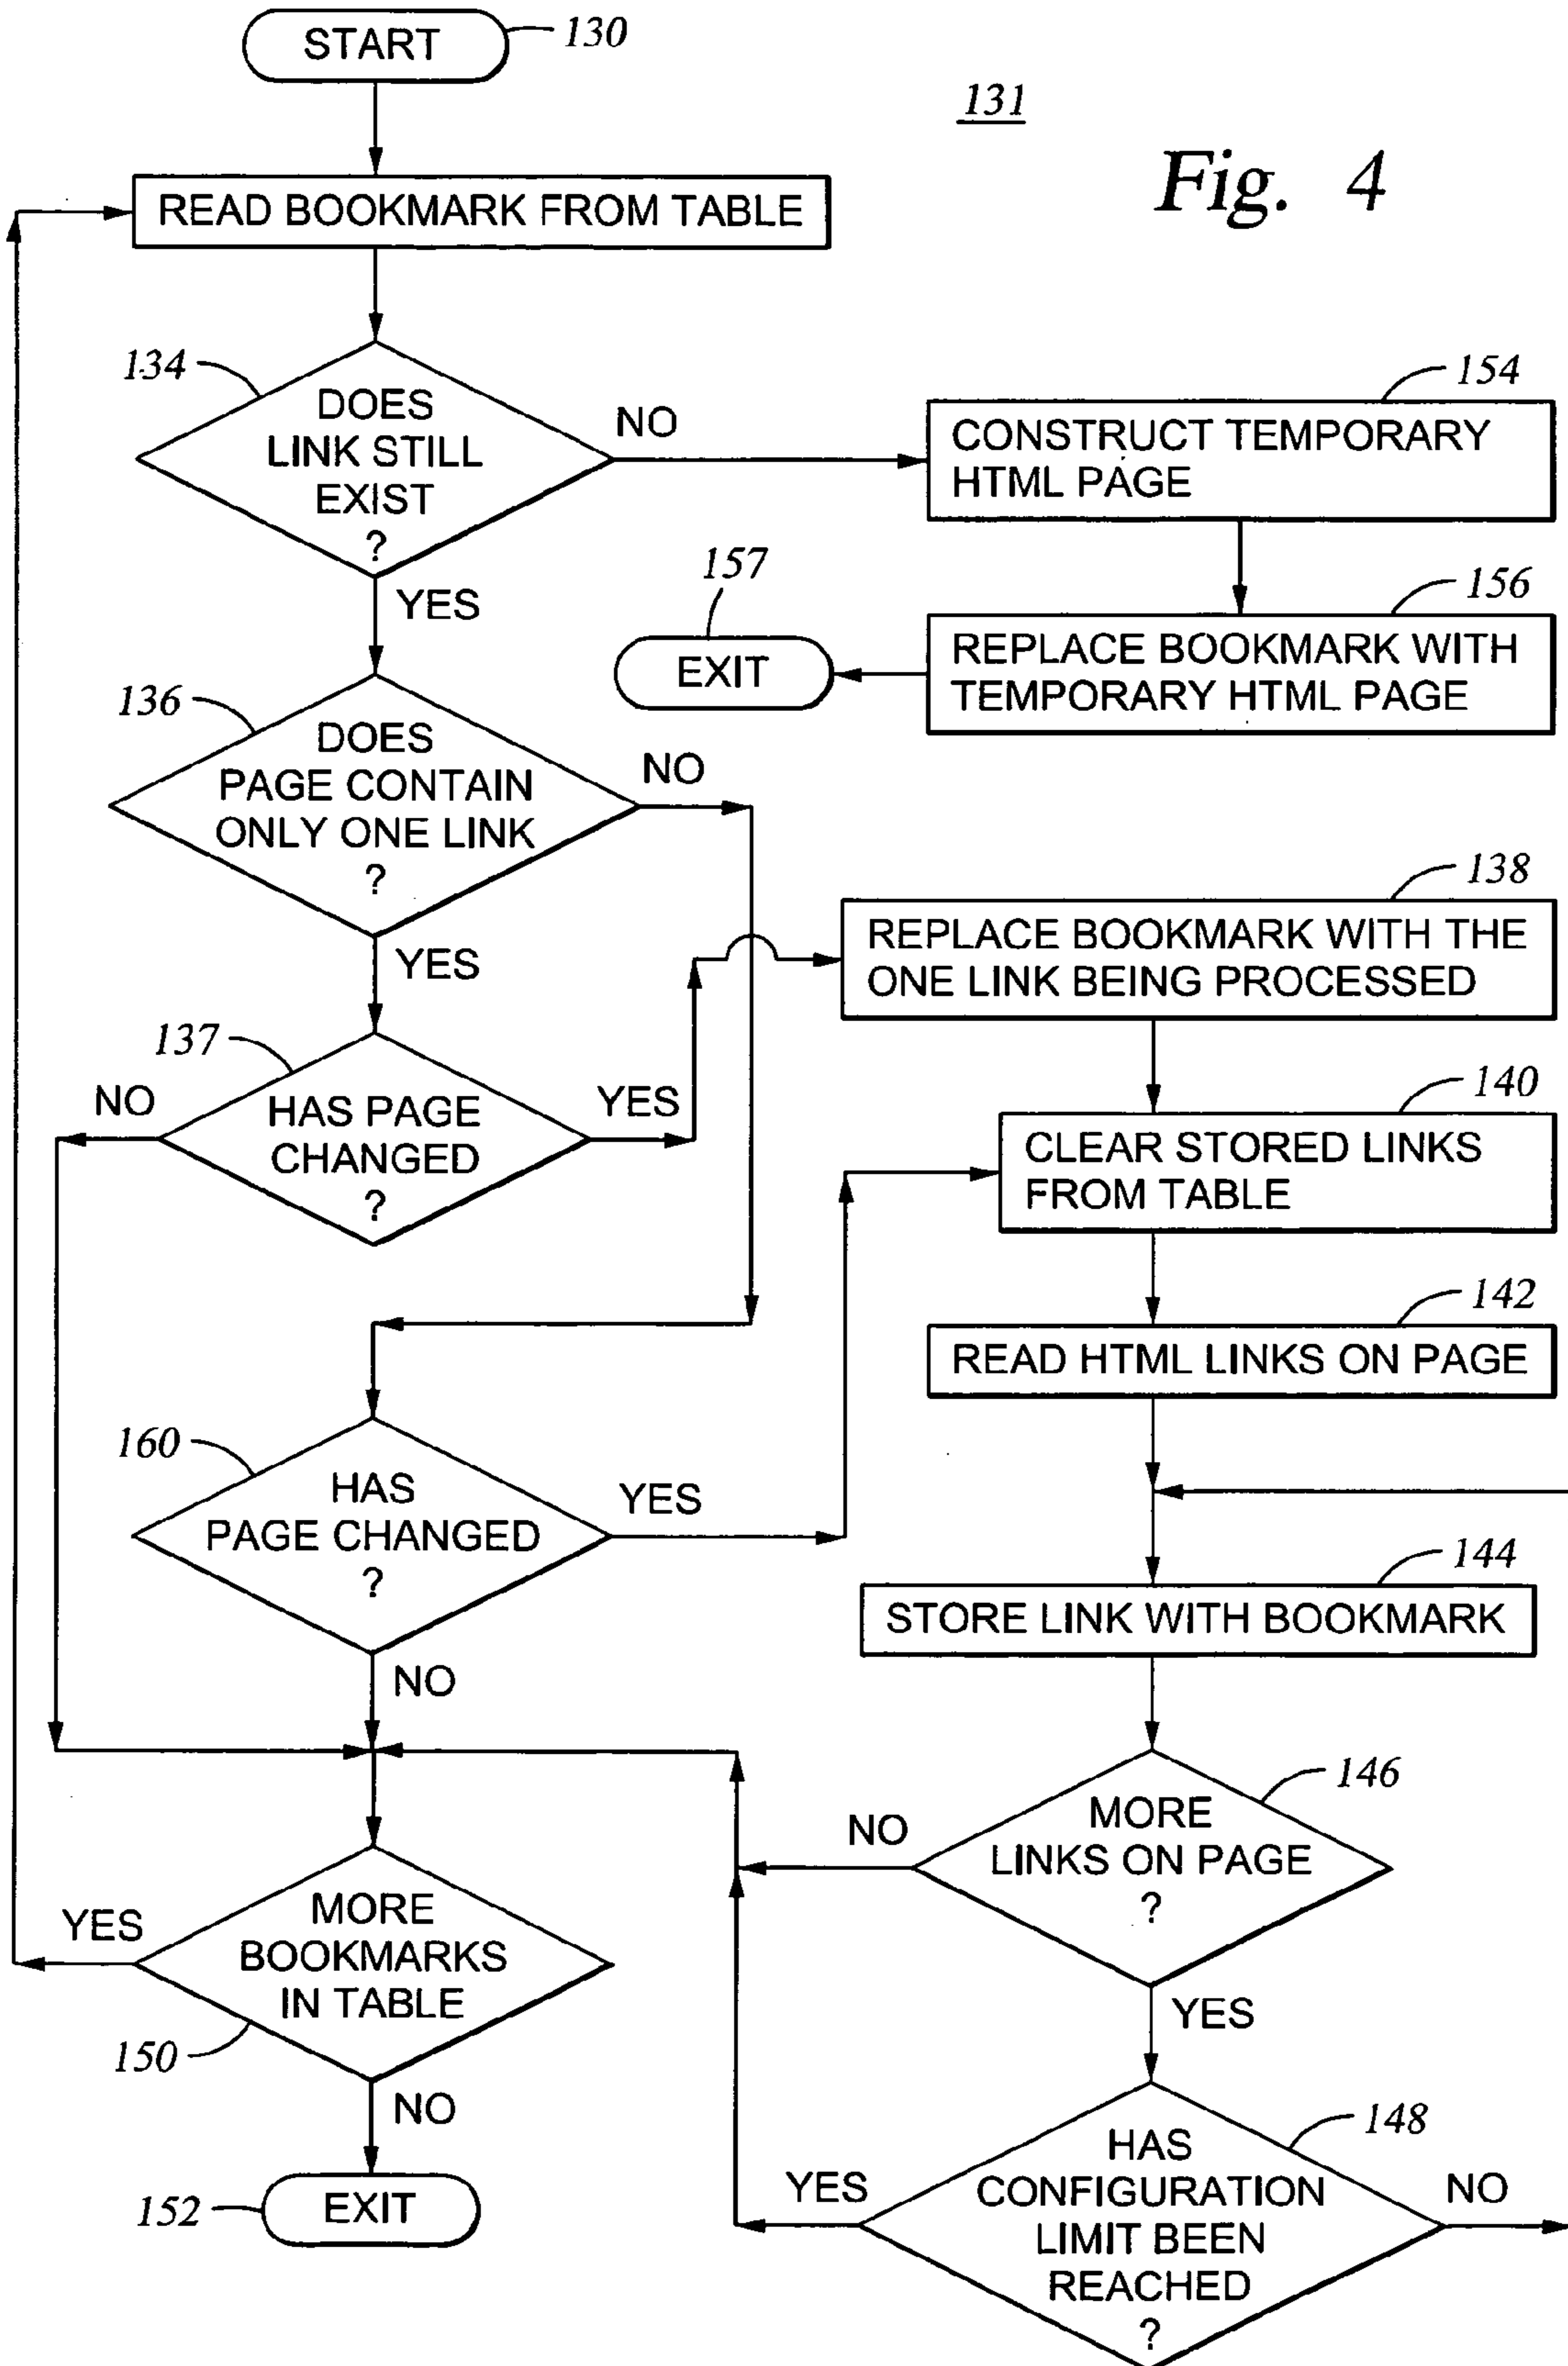 START
130
131
Fig. 4
READ BOOKMARK FROM TABLE
134
DOES
LINK STILL
EXIST
?
NO
154
CONSTRUCT TEMPORARY
HTML PAGE
YES
157
EXIT
156
REPLACE BOOKMARK WITH
TEMPORARY HTML PAGE
136
DOES
PAGE CONTAIN
ONLY ONE LINK
?
NO
YES
138
REPLACE BOOKMARK WITH THE
ONE LINK BEING PROCESSED
137
NO
HAS PAGE
CHANGED
?
YES
140
CLEAR STORED LINKS
FROM TABLE
142
READ HTML LINKS ON PAGE
160
HAS
PAGE CHANGED
?
YES
NO
144
STORE LINK WITH BOOKMARK
146
MORE
LINKS ON PAGE
?
NO
YES
YES
MORE
BOOKMARKS
IN TABLE
150
NO
152
EXIT
148
HAS
CONFIGURATION
LIMIT BEEN
REACHED
?
YES
NO